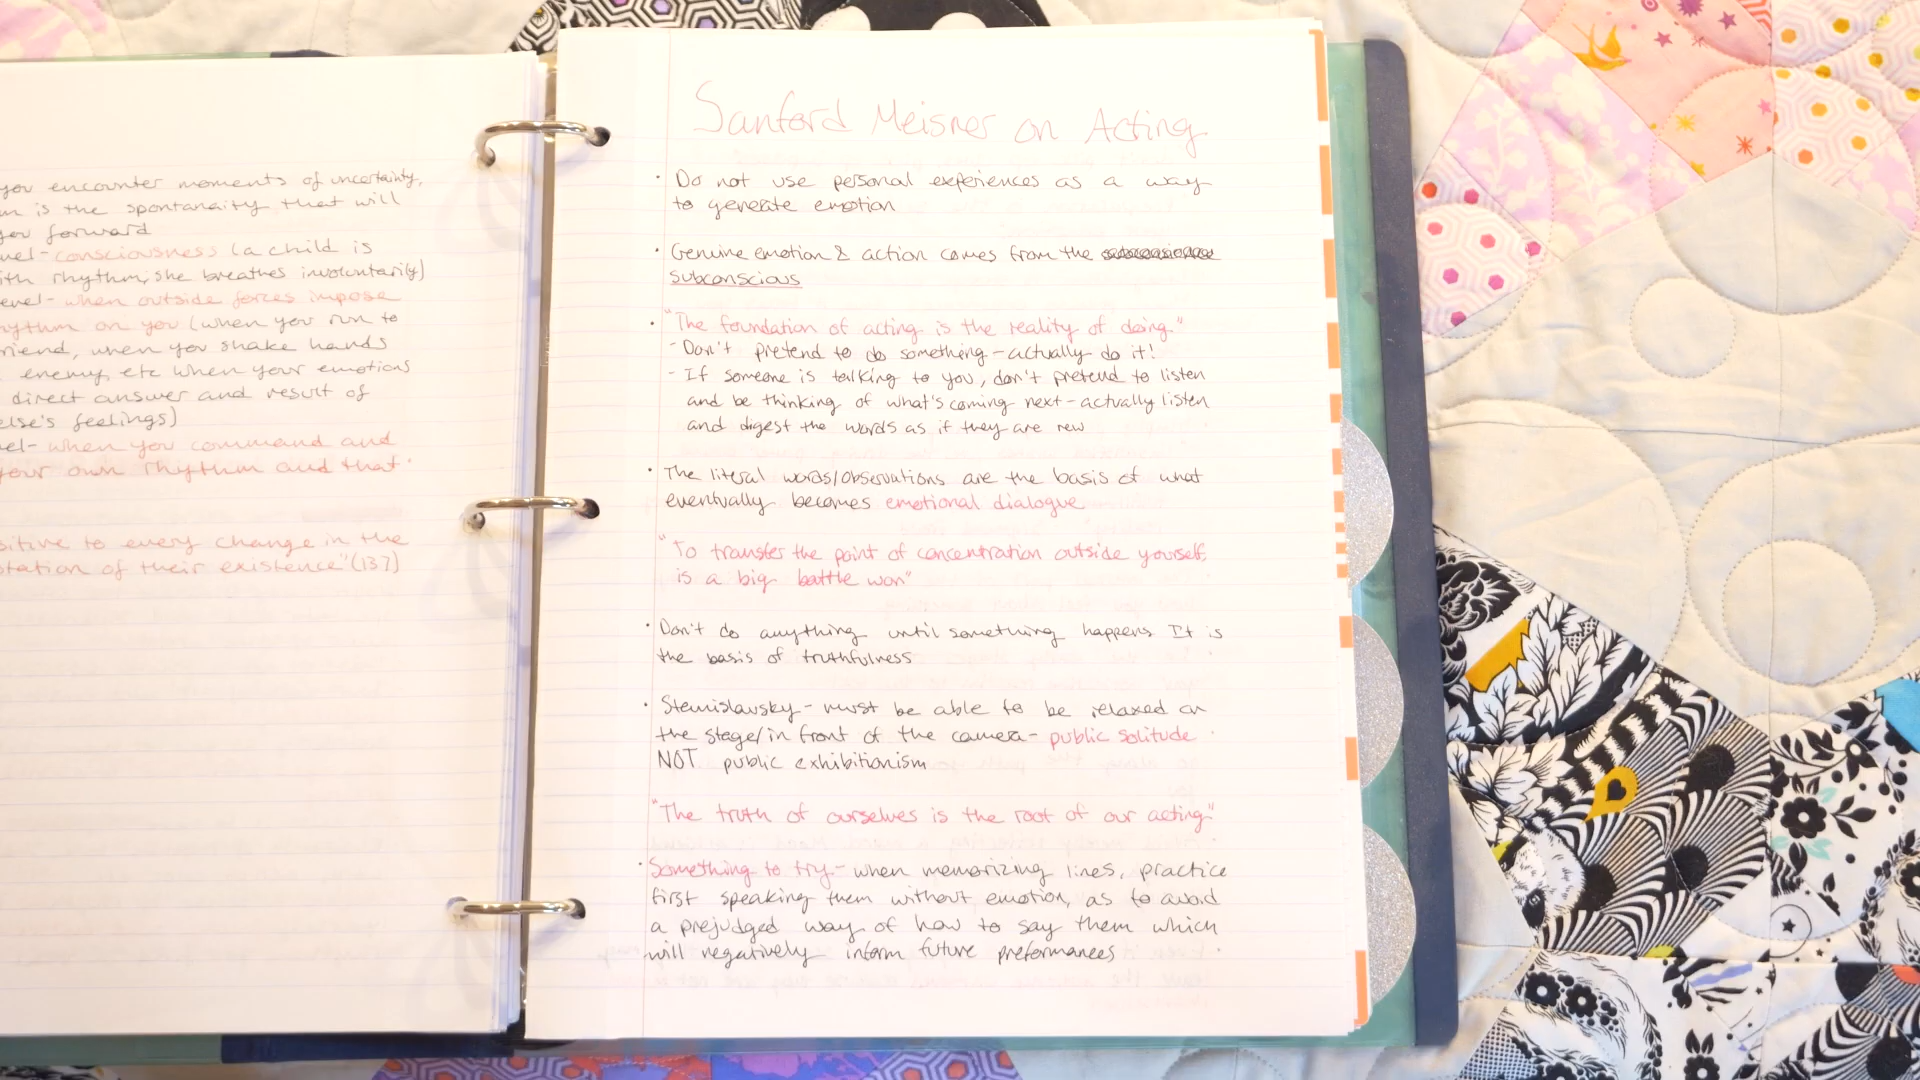 you encounter moments of uncertainty,
is the spontanaity that will
you forward
vel-consciousness (a child is
ith rhythm, she breathes involuntarily)
evel- when outside forces impose
hythm on you (when you run to
riend, when you shake hands
enemy, etc when your emotions
direct answer and result of
else's feelings)
el- when you command and
your own rhythm and that
sitive to every change in the
otation of their existence" (137)
Sanford Meisner on Acting
· Do not use personal experiences as a way
to generate emotion
· Genuine emotion & action comes from the
subconscious
· "The foundation of acting is the reality of doing."
- Don't pretend to do something - actually do it!
- If someone is talking to you, don't pretend to listen
and be thinking of what's coming next - actually listen
and digest the words as if they are new
· The literal words/observations are the basis of what
eventually becomes emotional dialogue
"To transfer the point of concentration outside yourself,
is a big battle won"
· Don't do anything until something happens It is
the basis of truthfulness
· Stanislavsky - must be able to be relaxed on
the stage/in front of the camera- public solitude
NOT public exhibitionism
"The truth of ourselves is the root of our acting"
· Something to try - when memorizing lines, practice
first speaking them without emotion, as to avoid
a prejudged way of how to say them which
will negatively inform future preformances